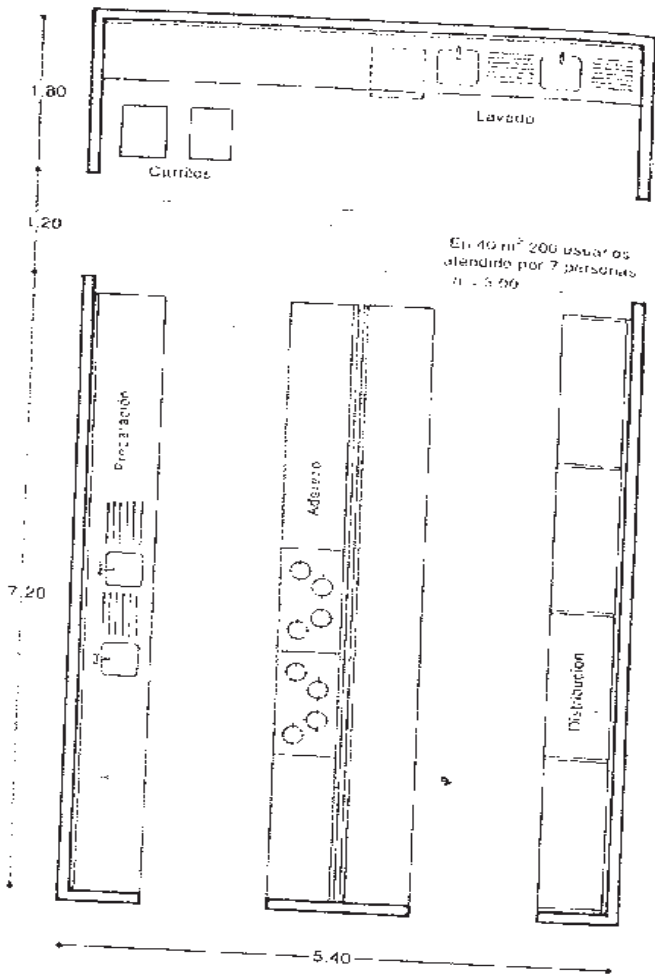 1.80
Lavado
Carritos
1.20
En 40 m² 200 usuarios
atendido por 7 personas
Preparación
Aderezo
7.20
Distribución
5.40